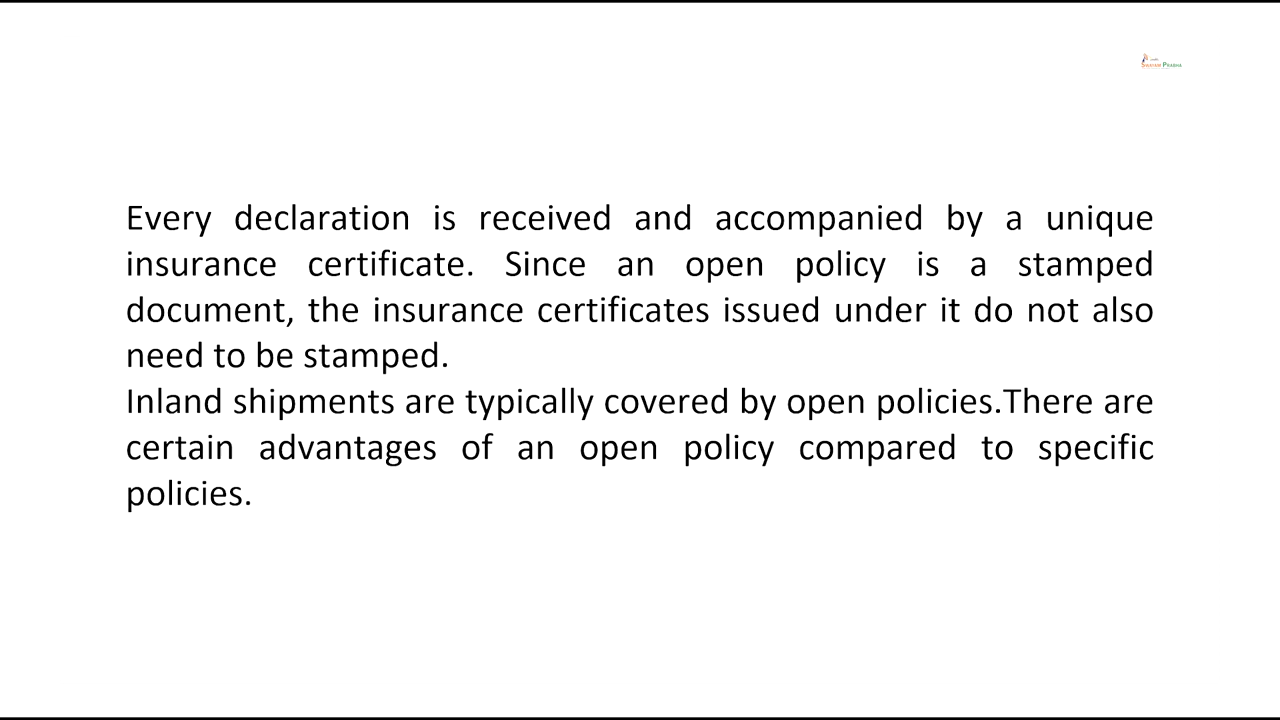 Swayam Prabha
Every declaration is received and accompanied by a unique
insurance certificate. Since an open policy is a stamped
document, the insurance certificates issued under it do not also
need to be stamped.
Inland shipments are typically covered by open policies.There are
certain advantages of an open policy compared to specific
policies.